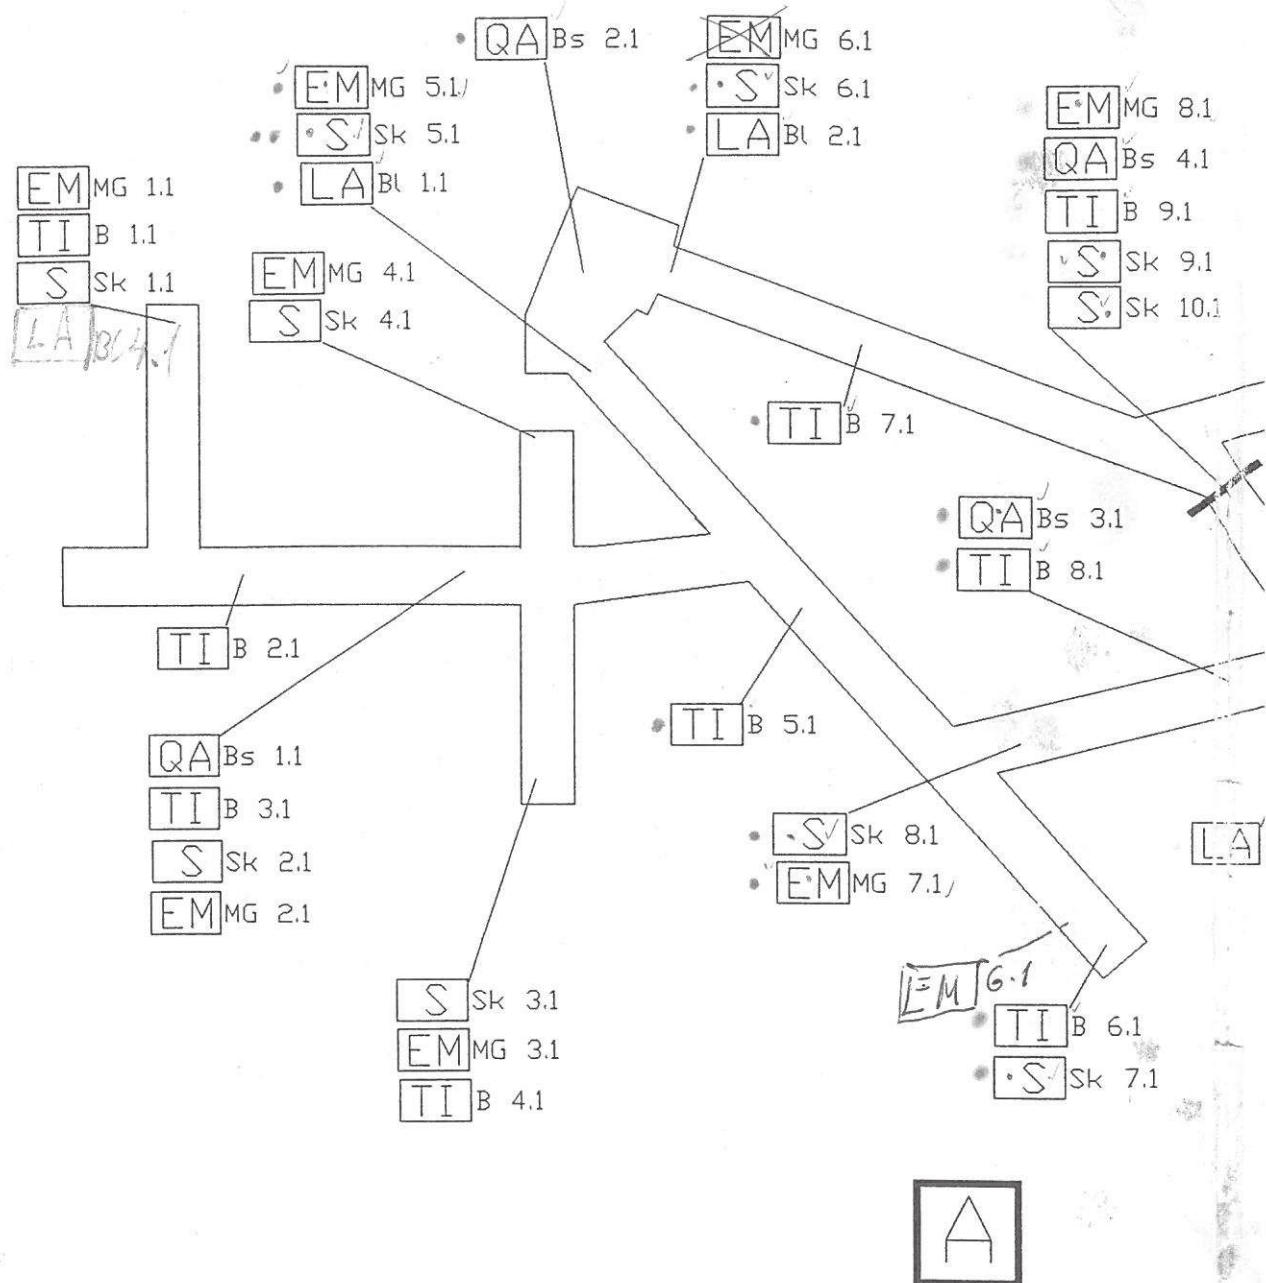 QA Bs 2.1
EM MG 6.1
S Sk 6.1
LA Bl 2.1
EM MG 5.1
S Sk 5.1
LA Bl 1.1
EM MG 8.1
QA Bs 4.1
TI B 9.1
S Sk 9.1
S Sk 10.1
EM MG 1.1
TI B 1.1
S Sk 1.1
LA Bl 4.1
EM MG 4.1
S Sk 4.1
TI B 7.1
QA Bs 3.1
TI B 8.1
TI B 2.1
TI B 5.1
QA Bs 1.1
TI B 3.1
S Sk 2.1
EM MG 2.1
S Sk 8.1
EM MG 7.1
LA
S Sk 3.1
EM MG 3.1
TI B 4.1
EM 6.1
TI B 6.1
S Sk 7.1
A